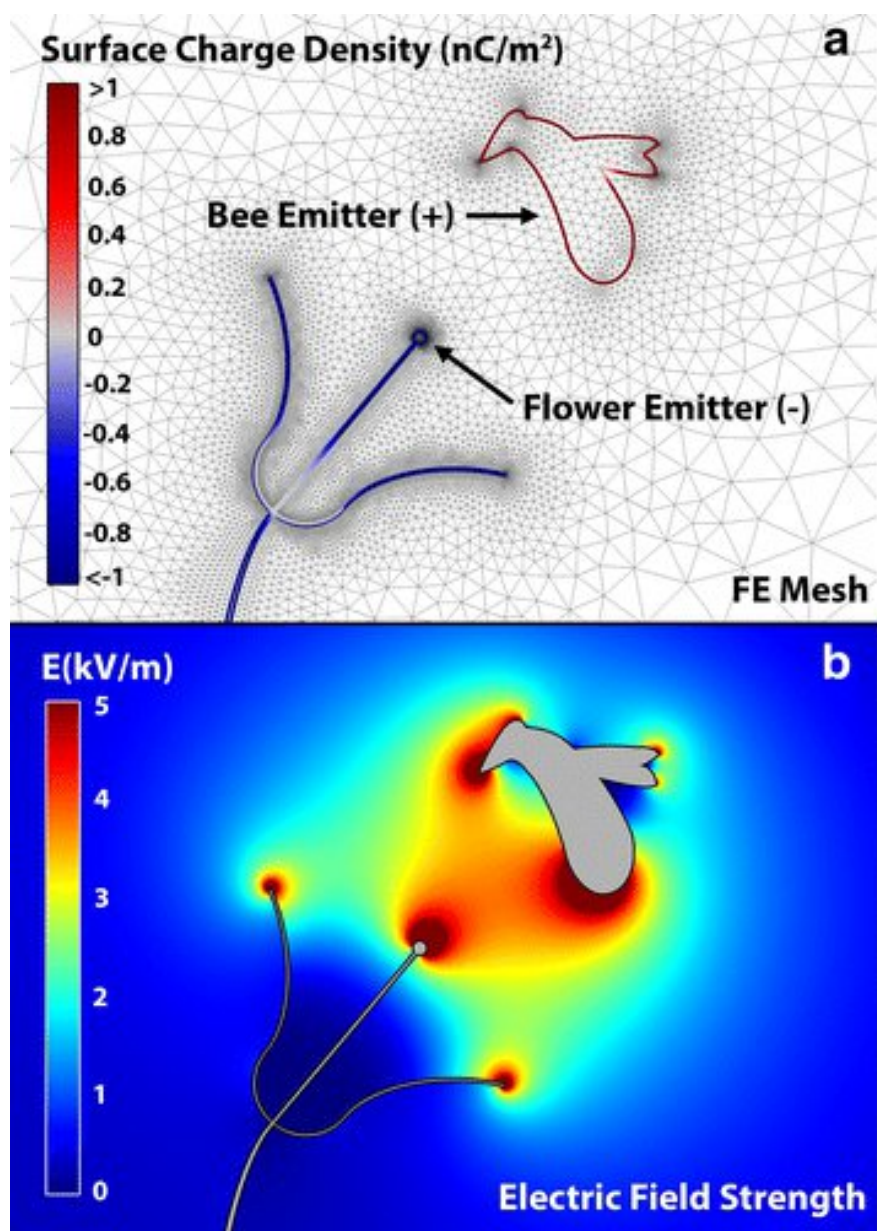 Surface Charge Density (nC/m²)
a
>1
0.8
0.6
0.4
0.2
0
-0.2
-0.4
-0.6
-0.8
<-1
Bee Emitter (+)
Flower Emitter (-)
FE Mesh
E(kV/m)
b
5
4
3
2
1
0
Electric Field Strength